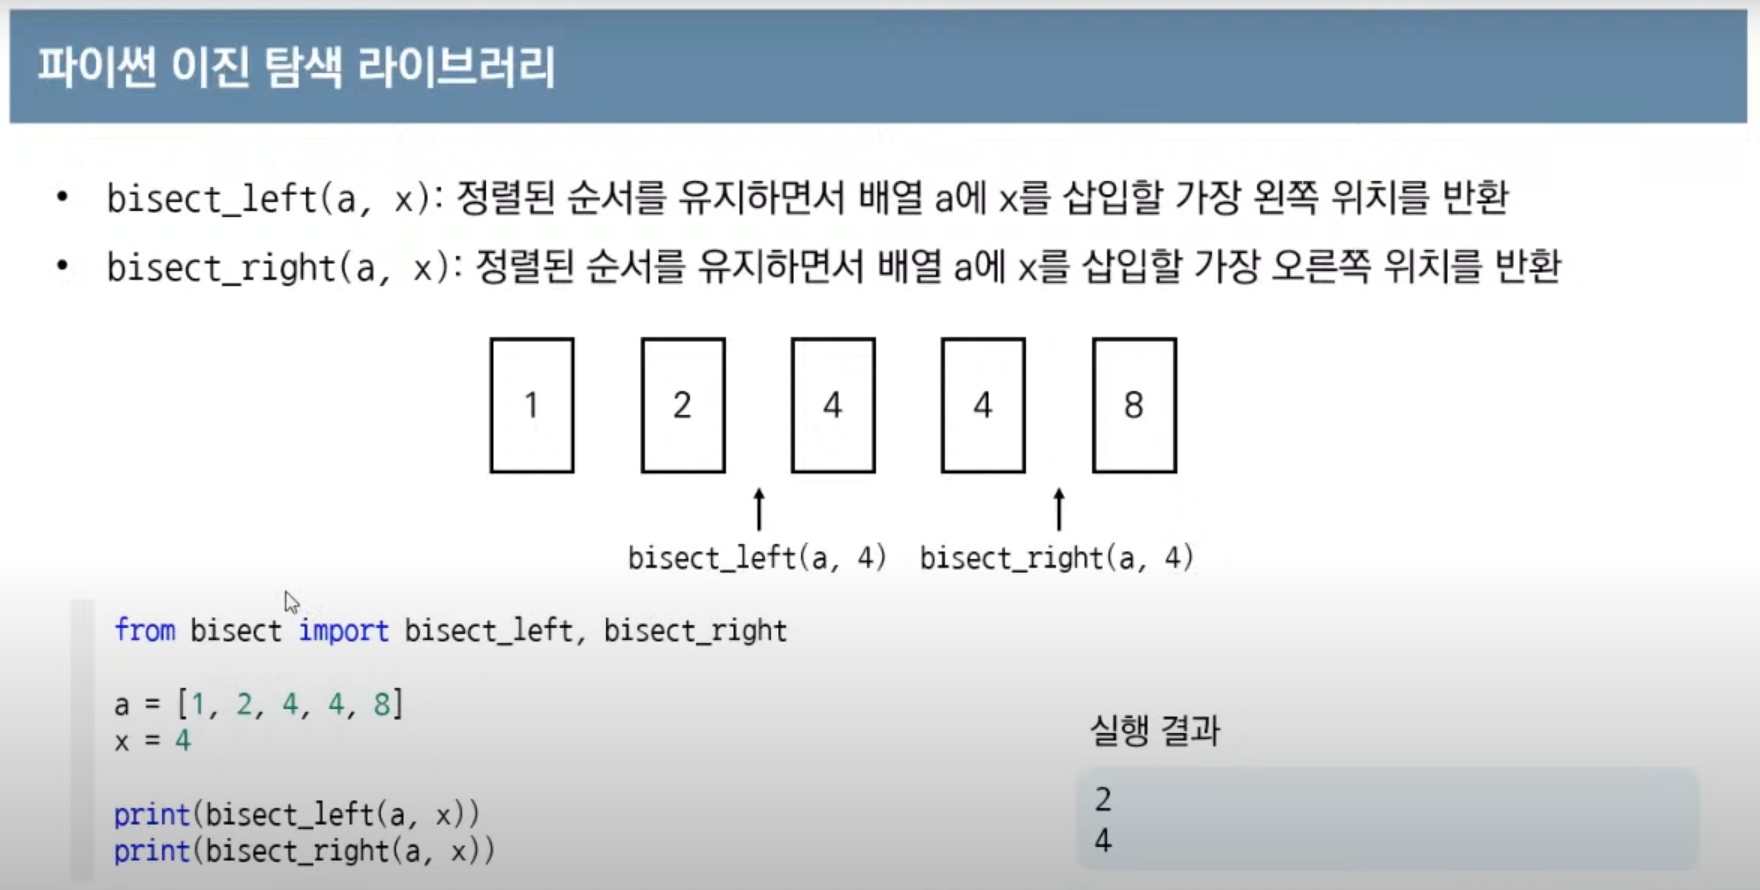 파이썬 이진 탐색 라이브러리
• bisect_left(a, x): 정렬된 순서를 유지하면서 배열 a에 x를 삽입할 가장 왼쪽 위치를 반환
• bisect_right(a, x): 정렬된 순서를 유지하면서 배열 a에 x를 삽입할 가장 오른쪽 위치를 반환
1 2 4 4 8
bisect_left(a, 4) bisect_right(a, 4)
from bisect import bisect_left, bisect_right
a = [1, 2, 4, 4, 8]
x = 4
print(bisect_left(a, x))
print(bisect_right(a, x))
실행 결과
2
4